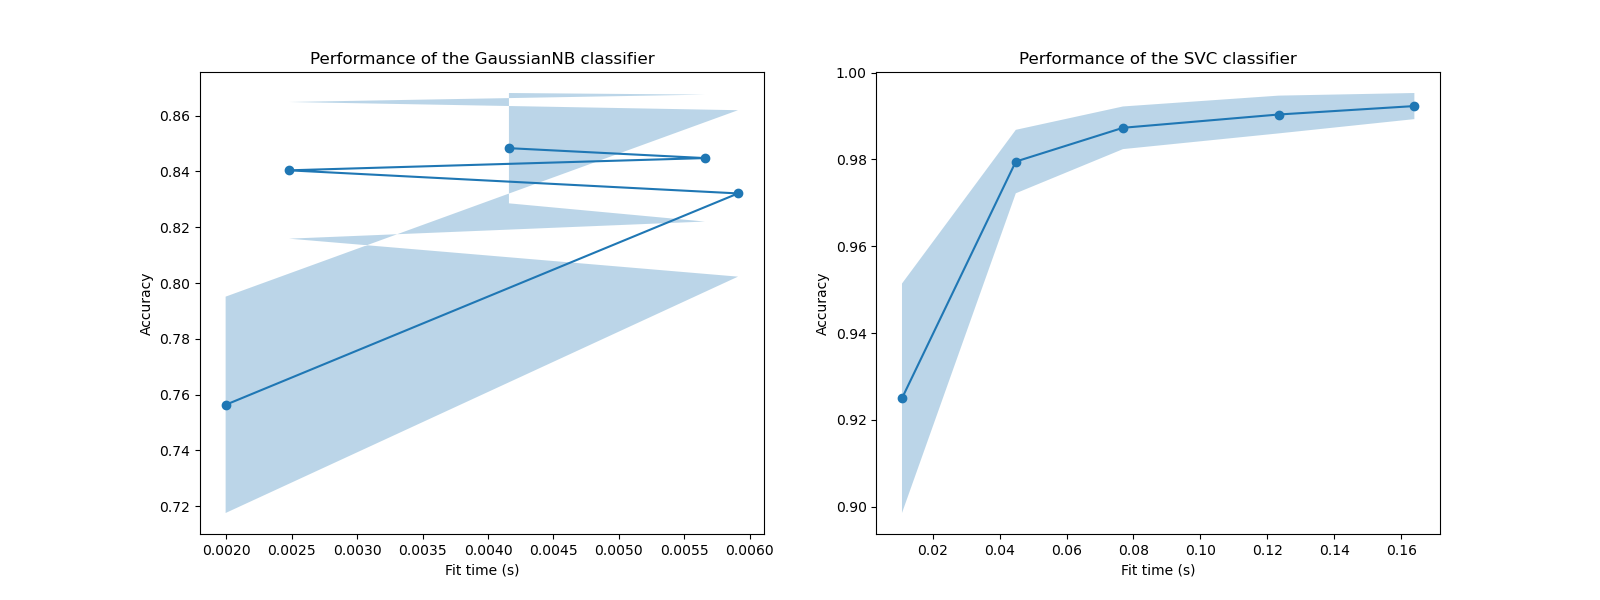 Performance of the GaussianNB classifier
0.86
0.84
0.82
0.80
0.78
0.76
0.74
0.72
Accuracy
0.0020 0.0025 0.0030 0.0035 0.0040 0.0045 0.0050 0.0055 0.0060
Fit time (s)
Performance of the SVC classifier
1.00
0.98
0.96
0.94
0.92
0.90
Accuracy
0.02 0.04 0.06 0.08 0.10 0.12 0.14 0.16
Fit time (s)